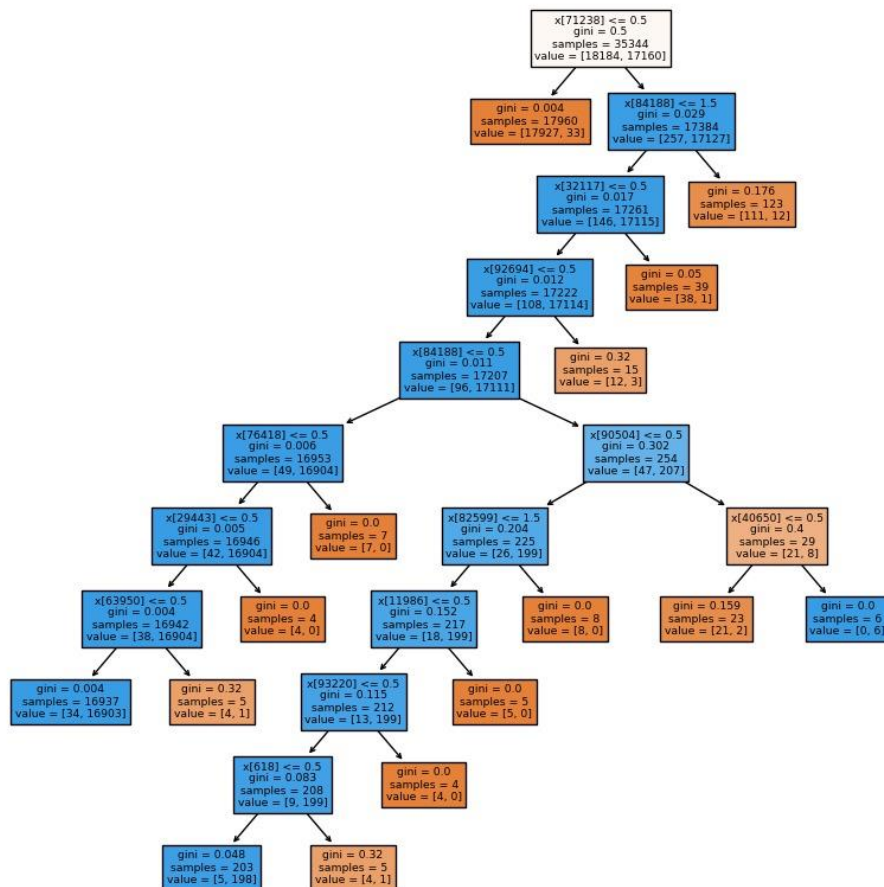 x[71238] <= 0.5
gini = 0.5
samples = 35344
value = [18184, 17160]
gini = 0.004
samples = 17960
value = [17927, 33]
x[84188] <= 1.5
gini = 0.029
samples = 17384
value = [257, 17127]
x[32117] <= 0.5
gini = 0.017
samples = 17261
value = [146, 17115]
gini = 0.176
samples = 123
value = [111, 12]
x[92694] <= 0.5
gini = 0.012
samples = 17222
value = [108, 17114]
gini = 0.05
samples = 39
value = [38, 1]
x[84188] <= 0.5
gini = 0.011
samples = 17207
value = [96, 17111]
gini = 0.32
samples = 15
value = [12, 3]
x[76418] <= 0.5
gini = 0.006
samples = 16953
value = [49, 16904]
x[90504] <= 0.5
gini = 0.302
samples = 254
value = [47, 207]
x[29443] <= 0.5
gini = 0.005
samples = 16946
value = [42, 16904]
gini = 0.0
samples = 7
value = [7, 0]
x[82599] <= 1.5
gini = 0.204
samples = 225
value = [26, 199]
x[40650] <= 0.5
gini = 0.4
samples = 29
value = [21, 8]
x[63950] <= 0.5
gini = 0.004
samples = 16942
value = [38, 16904]
gini = 0.0
samples = 4
value = [4, 0]
x[11986] <= 0.5
gini = 0.152
samples = 217
value = [18, 199]
gini = 0.0
samples = 8
value = [8, 0]
gini = 0.159
samples = 23
value = [21, 2]
gini = 0.0
samples = 6
value = [0, 6]
gini = 0.004
samples = 16937
value = [34, 16903]
gini = 0.32
samples = 5
value = [4, 1]
x[93220] <= 0.5
gini = 0.115
samples = 212
value = [13, 199]
gini = 0.0
samples = 5
value = [5, 0]
x[618] <= 0.5
gini = 0.083
samples = 208
value = [9, 199]
gini = 0.0
samples = 4
value = [4, 0]
gini = 0.048
samples = 203
value = [5, 198]
gini = 0.32
samples = 5
value = [4, 1]